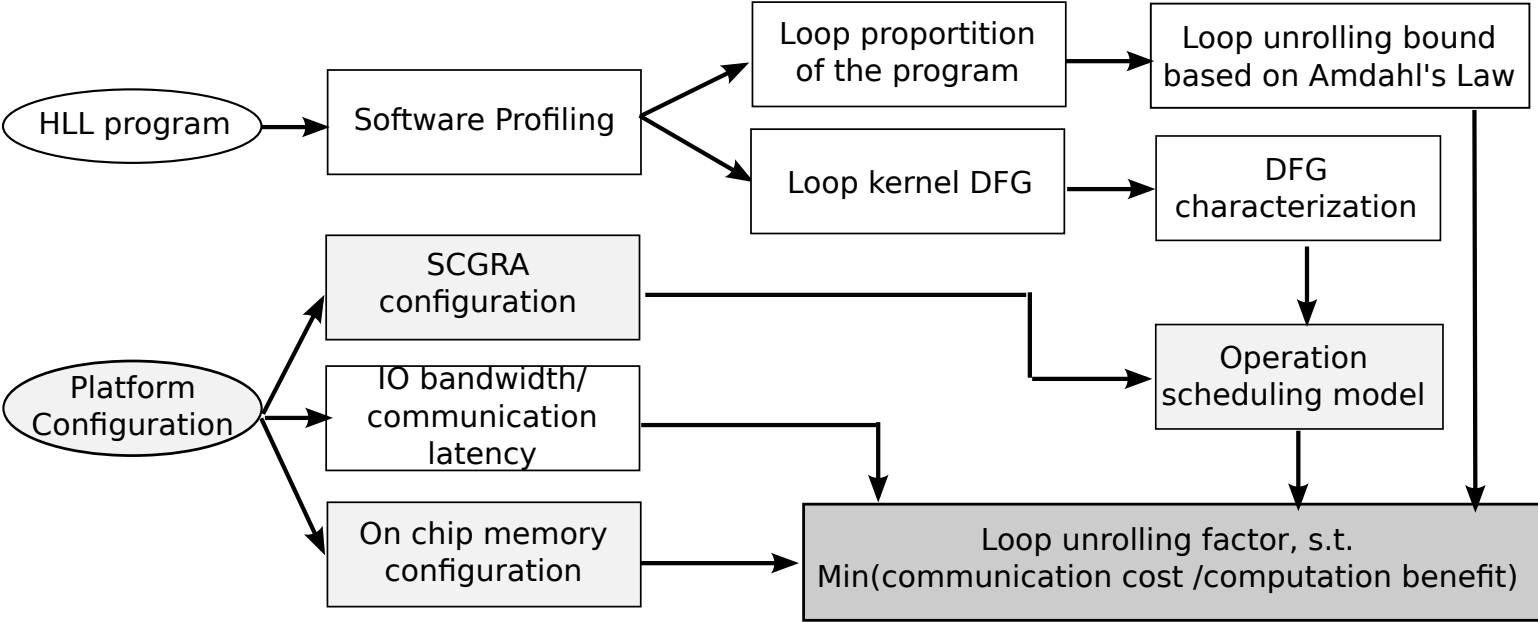 Loop proportition
of the program
Loop unrolling bound
based on Amdahl's Law
HLL program
Software Profiling
Loop kernel DFG
DFG
characterization
SCGRA
configuration
Platform
Configuration
IO bandwidth/
communication
latency
Operation
scheduling model
On chip memory
configuration
Loop unrolling factor, s.t.
Min(communication cost /computation benefit)